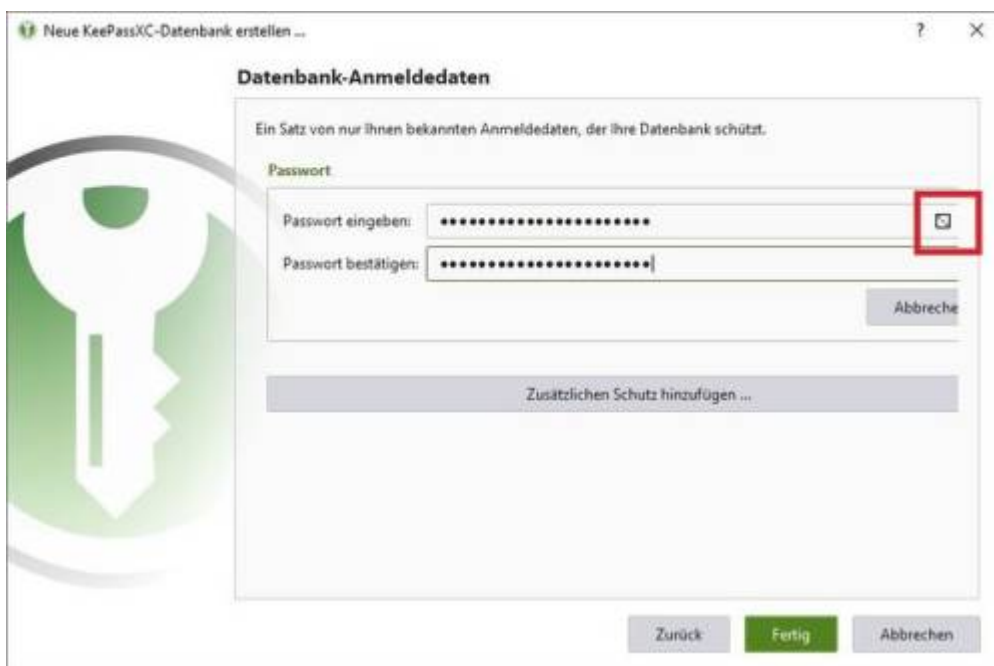 Neue KeePassXC-Datenbank erstellen ...
?
Datenbank-Anmeldedaten
Ein Satz von nur Ihnen bekannten Anmeldedaten, der Ihre Datenbank schützt.
Passwort
Passwort eingeben: ••••••••••••••••••••••
Passwort bestätigen: ••••••••••••••••••••••
Abbreche
Zusätzlichen Schutz hinzufügen ...
Zurück Fertig Abbrechen